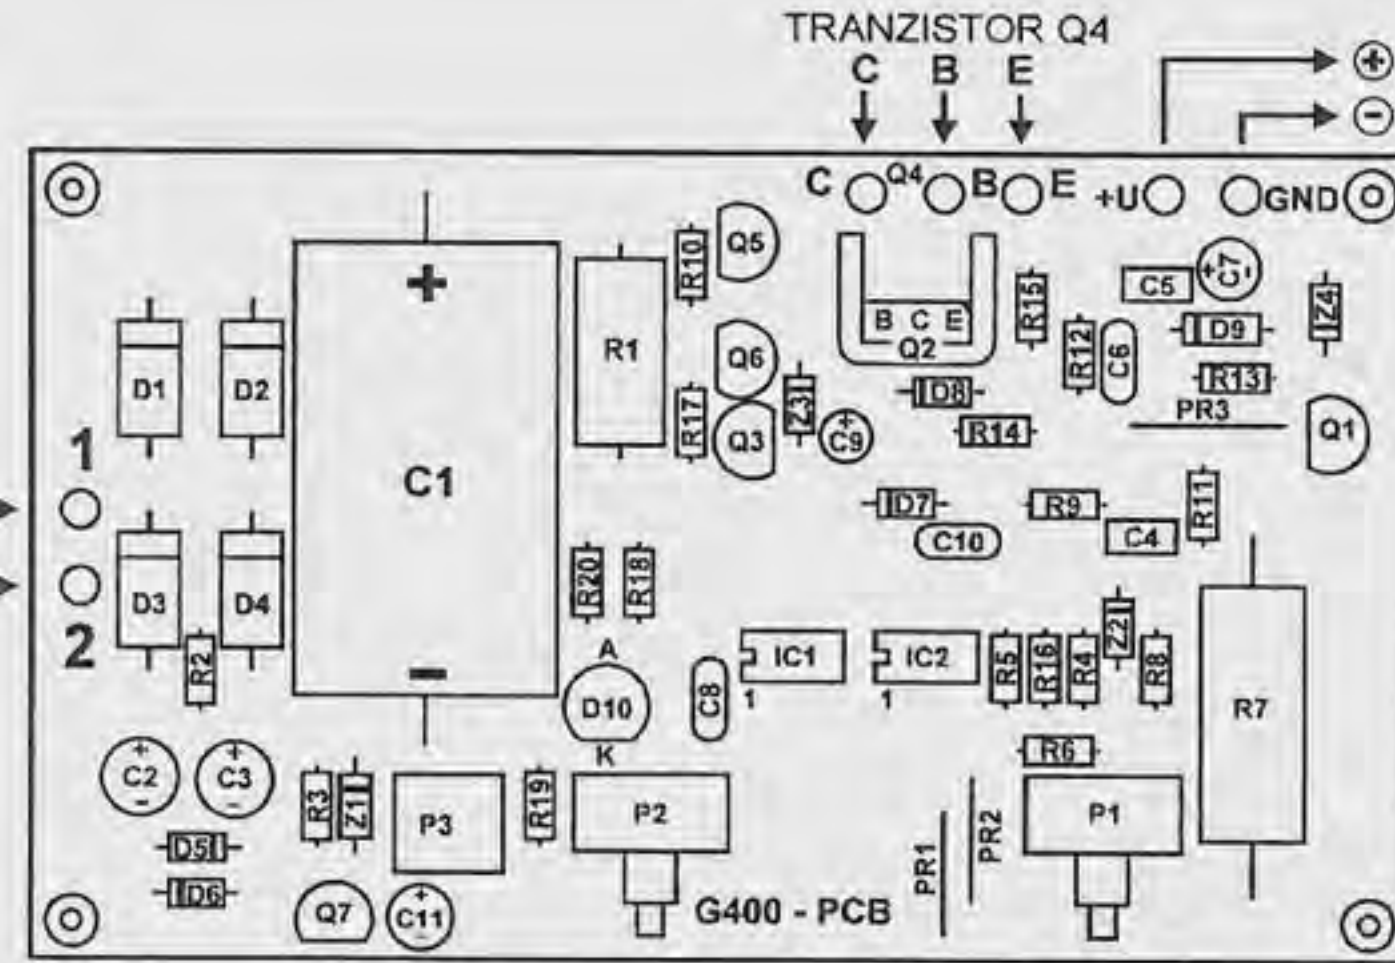 TRANZISTOR Q4
C B E
+
-
C Q4 B E +U GND
Q5
R10
C5
+ C7 -
R15
Z4
+
B C E
Q2
D9
R12
C6
R1
Q6
D1 D2
D8
R13
PR3
Z3
R17
Q3
+ C9
R14
Q1
1
C1
D7
R9
R11
C10
C4
R20
R18
D3 D4
2
R2
A
IC1
IC2
R5
R16
R4
Z2
R8
-
D10
C8
1
1
R7
K
R6
+ C2 -
+ C3 -
R3
Z1
P3
R19
P2
PR1
PR2
P1
D5
D6
Q7
+ C11 -
G400 - PCB